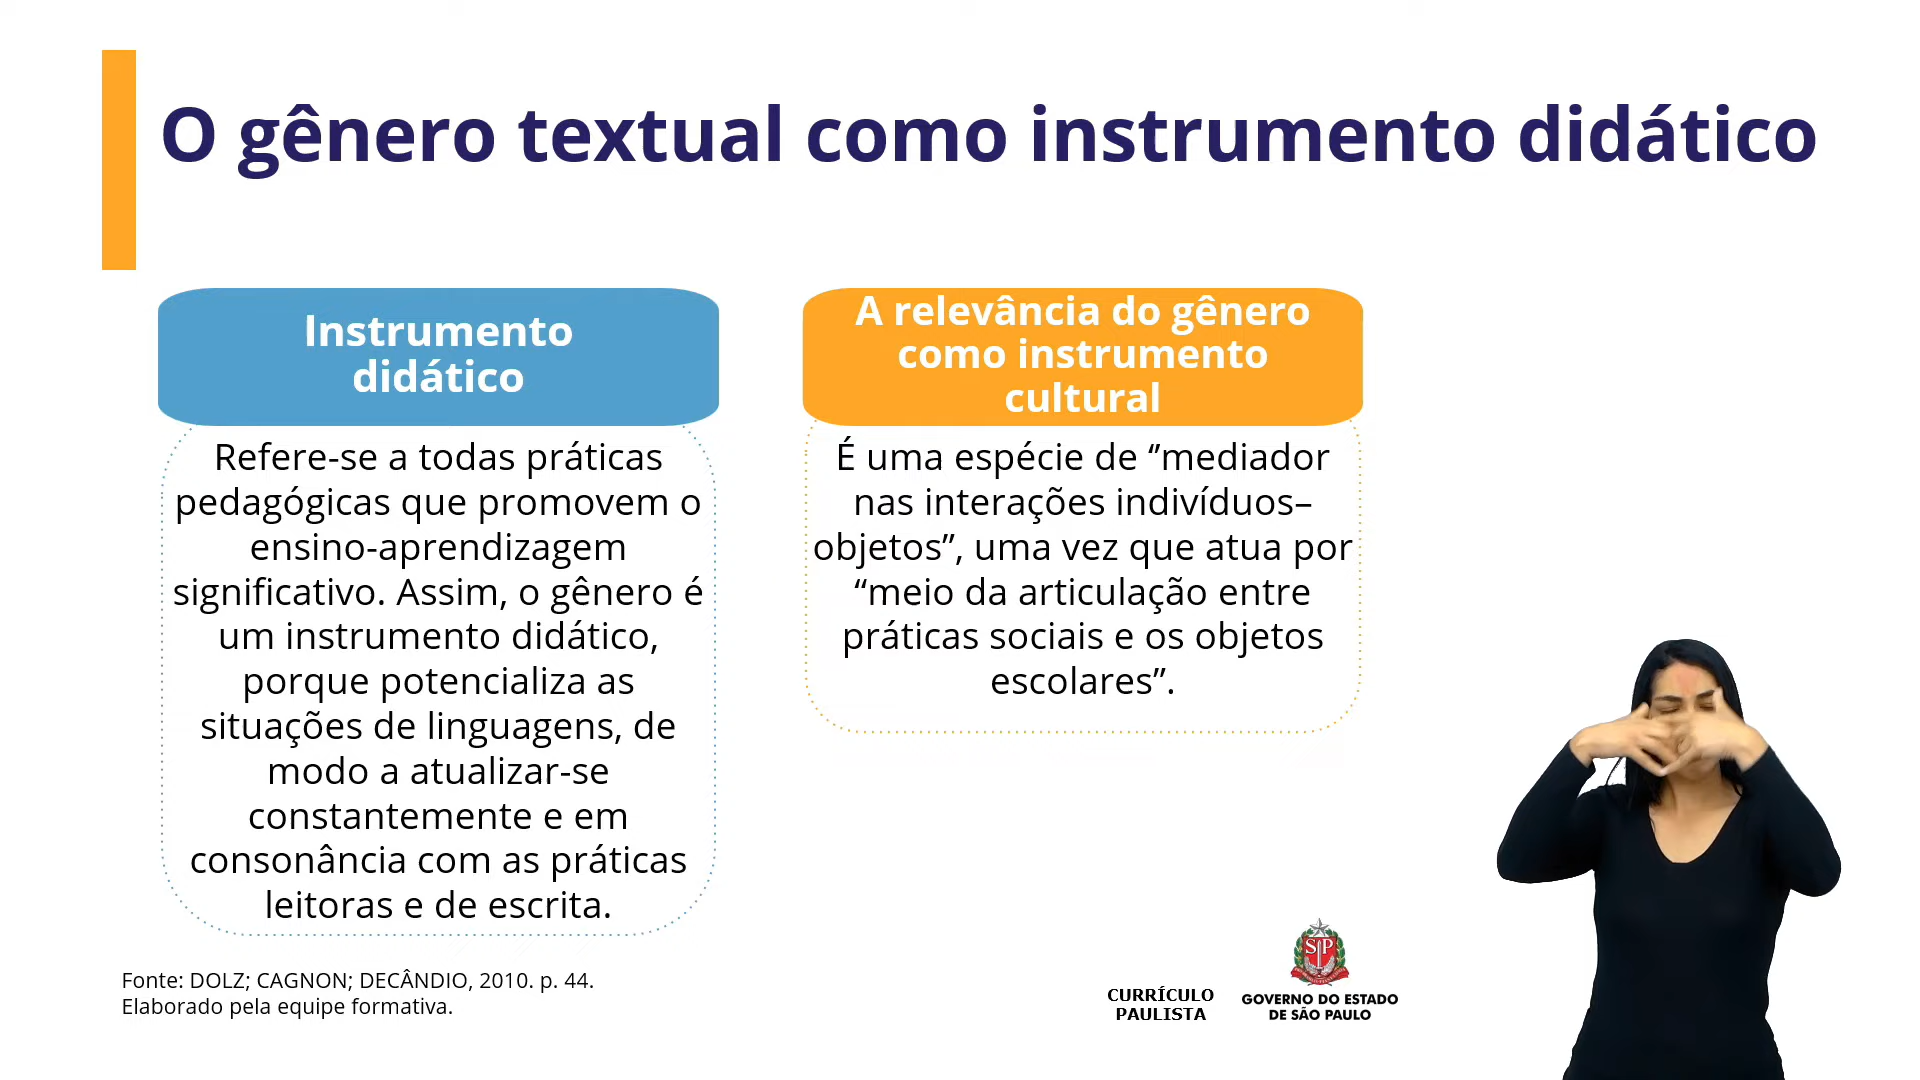 O gênero textual como instrumento didático
Instrumento
didático
Refere-se a todas práticas
pedagógicas que promovem o
ensino-aprendizagem
significativo. Assim, o gênero é
um instrumento didático,
porque potencializa as
situações de linguagens, de
modo a atualizar-se
constantemente e em
consonância com as práticas
leitoras e de escrita.
A relevância do gênero
como instrumento
cultural
É uma espécie de ‘’mediador
nas interações indivíduos–
objetos”, uma vez que atua por
“meio da articulação entre
práticas sociais e os objetos
escolares”.
Fonte: DOLZ; CAGNON; DECÂNDIO, 2010. p. 44.
Elaborado pela equipe formativa.
CURRÍCULO
PAULISTA
SP
GOVERNO DO ESTADO
DE SÃO PAULO